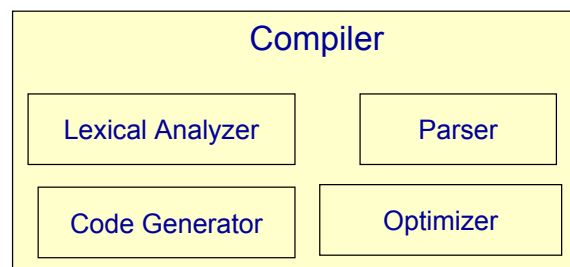 Compiler
Lexical Analyzer
Parser
Code Generator
Optimizer